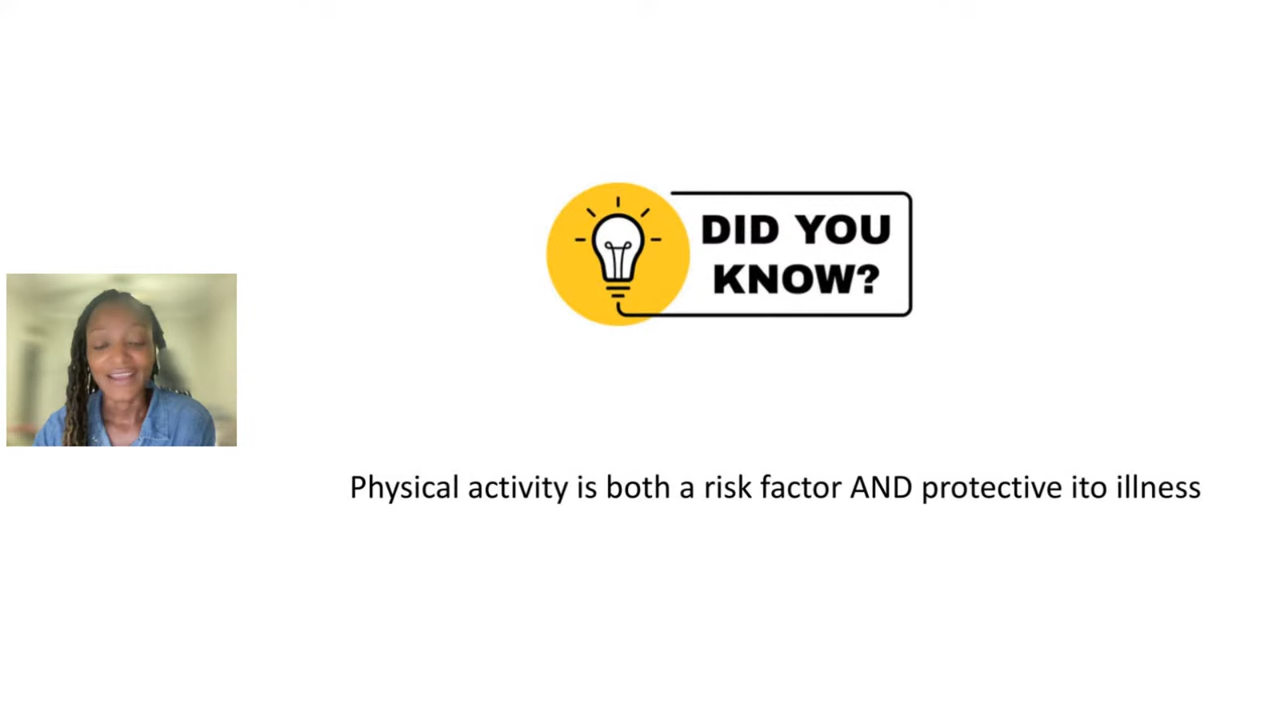 DID YOU
KNOW?
Physical activity is both a risk factor AND protective ito illness